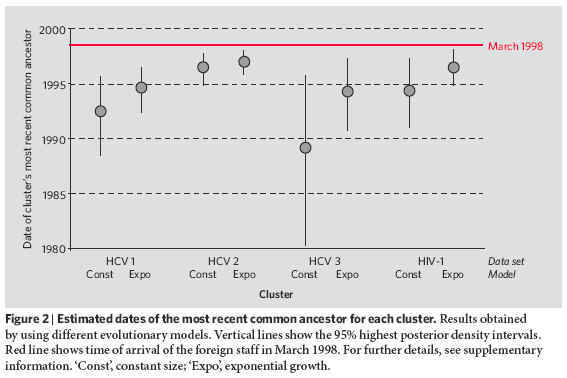 2000
March 1998
1995
1990
1985
1980
Date of cluster's most recent common ancestor
HCV 1 HCV 2 HCV 3 HIV-1 Data set
Const Expo Const Expo Const Expo Const Expo Model
Cluster
Figure 2 | Estimated dates of the most recent common ancestor for each cluster. Results obtained
by using different evolutionary models. Vertical lines show the 95% highest posterior density intervals.
Red line shows time of arrival of the foreign staff in March 1998. For further details, see supplementary
information. ‘Const’, constant size; ‘Expo’, exponential growth.